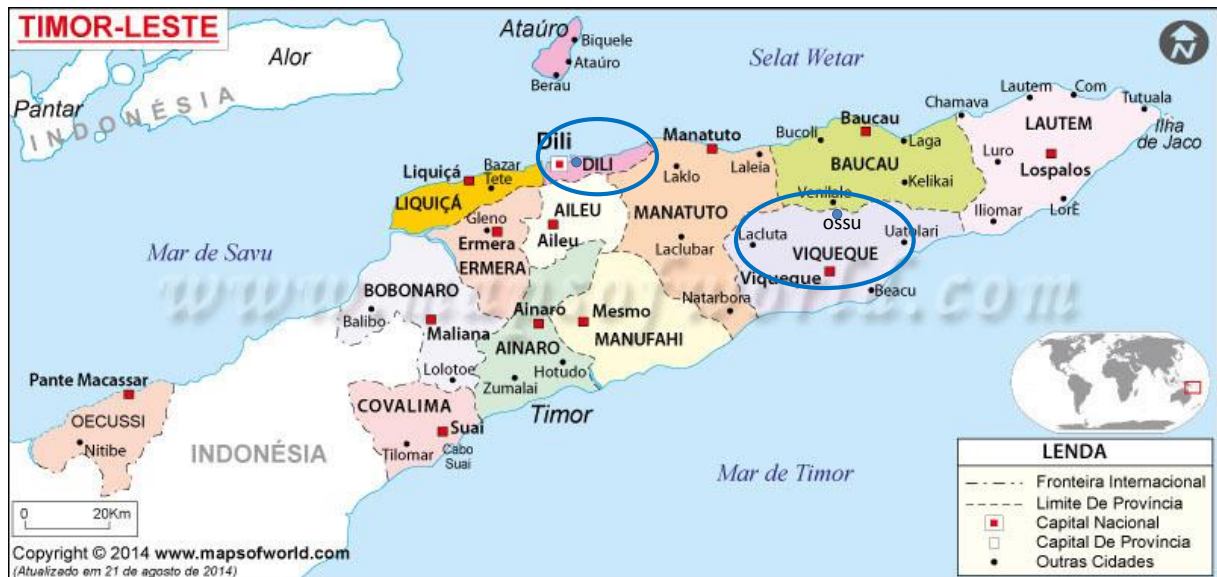 TIMOR-LESTE
Ataúro
Biquele
Ataúro
Berau
Alor
Pantar
INDONÉSIA
Selat Wetar
N
Lautem
Com
Tutuala
Ilha
de Jaco
Chamava
LAUTEM
Luro
Lospalos
Iliomar
LorÈ
Baucau
Bucoli
Laga
BAUCAU
Kelikai
Venilale
Manatuto
Laklo
Laleia
MANATUTO
Laclubar
Natarbora
Dili
DILI
Liquiçá
Bazar
Tete
LIQUIÇÁ
AILEU
Aileu
Gleno
Ermera
ERMERA
ossu
Lacluta
Uatolari
VIQUEQUE
Viqueque
Beacu
Mar de Savu
www.mapsofworld.com
BOBONARO
Balibo
Maliana
Lolotoe
Ainaro
AINARO
Hotudo
Zumalai
Mesmo
MANUFAHI
Pante Macassar
OECUSSI
Nitibe
COVALIMA
Suai
Tilomar
Cabo
Suai
Timor
INDONÉSIA
Mar de Timor
LENDA
Fronteira Internacional
Limite De Província
Capital Nacional
Capital De Província
Outras Cidades
0 20Km
Copyright © 2014 www.mapsofworld.com
(Atualizado em 21 de agosto de 2014)